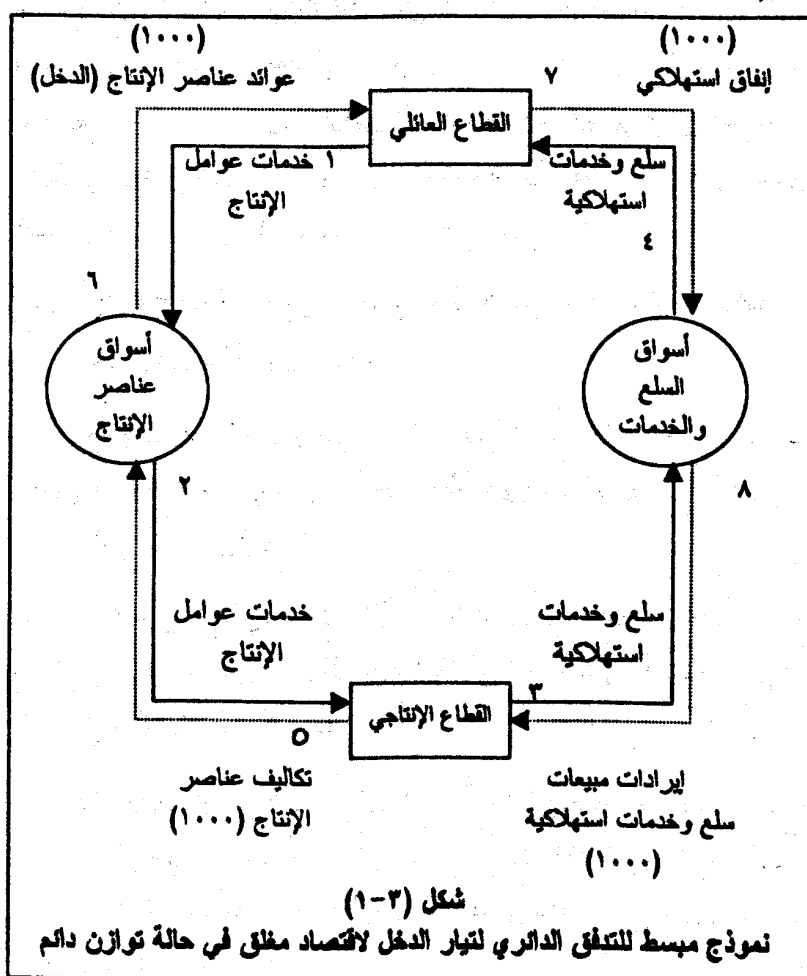 (١٠٠٠)
(١٠٠٠)
عوائد عناصر الإنتاج (الدخل)
٧
إنفاق استهلاكي
القطاع العائلي
١ خدمات عوامل
الإنتاج
سلع وخدمات
استهلاكية
٤
٦
أسواق
عناصر
الإنتاج
أسواق
السلع
والخدمات
٢
٨
خدمات عوامل
الإنتاج
سلع وخدمات
استهلاكية
٣
القطاع الإنتاجي
٥
تكاليف عناصر
الإنتاج (١٠٠٠)
إيرادات مبيعات
سلع وخدمات استهلاكية
(١٠٠٠)
شكل (٣-١)
نموذج مبسط للتدفق الدائري لتيار الدخل لاقتصاد مغلق في حالة توازن دائم